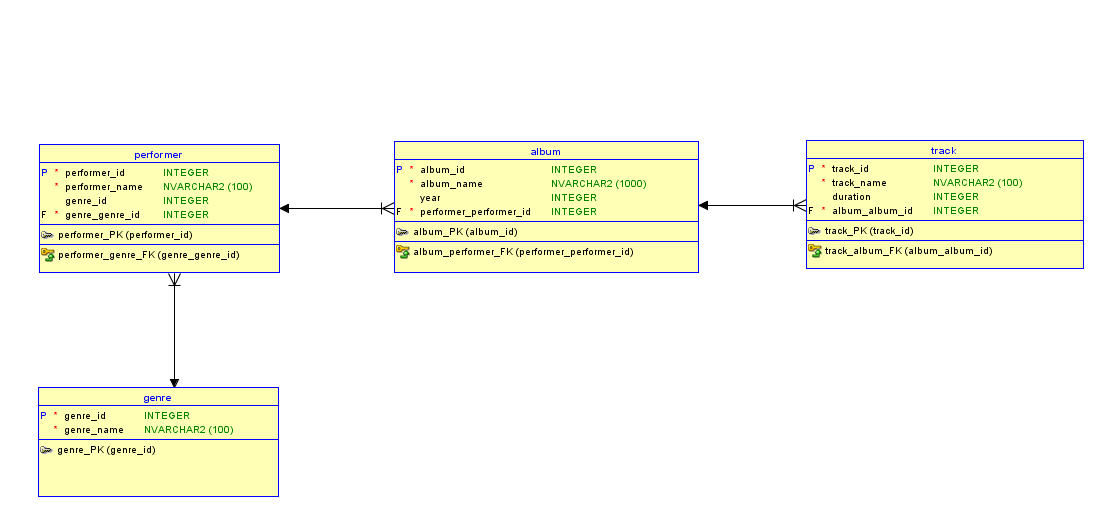 performer
P * performer_id INTEGER
* performer_name NVARCHAR2 (100)
genre_id INTEGER
F * genre_genre_id INTEGER
performer_PK (performer_id)
performer_genre_FK (genre_genre_id)
album
P * album_id INTEGER
* album_name NVARCHAR2 (1000)
year INTEGER
F * performer_performer_id INTEGER
album_PK (album_id)
album_performer_FK (performer_performer_id)
track
P * track_id INTEGER
* track_name NVARCHAR2 (100)
duration INTEGER
F * album_album_id INTEGER
track_PK (track_id)
track_album_FK (album_album_id)
genre
P * genre_id INTEGER
* genre_name NVARCHAR2 (100)
genre_PK (genre_id)